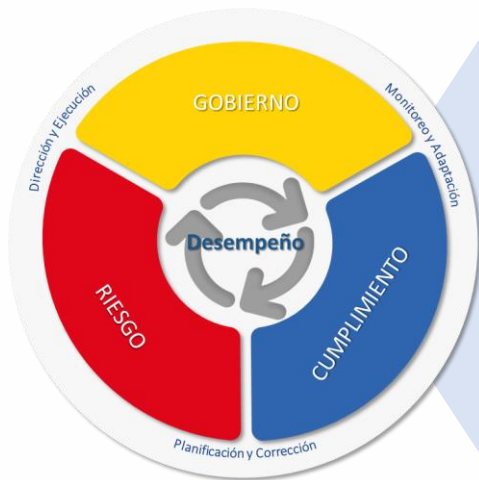 GOBIERNO
Dirección y Ejecución
Monitoreo y Adaptación
Desempeño
RIESGO
CUMPLIMIENTO
Planificación y Corrección